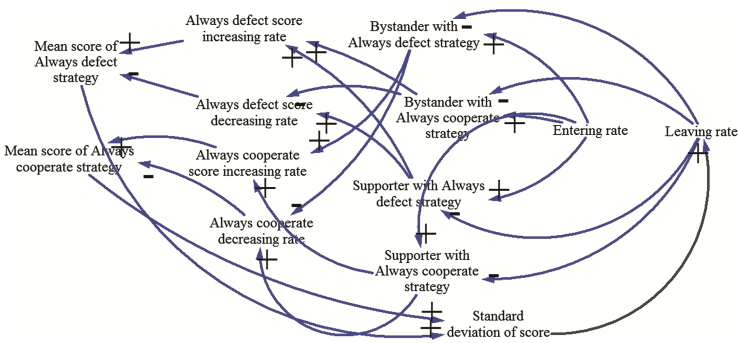 Mean score of
Always defect
strategy
Always defect score
increasing rate
Bystander with
Always defect strategy
Always defect score
decreasing rate
Bystander with
Always cooperate
strategy
Entering rate
Leaving rate
Mean score of Always
cooperate strategy
Always cooperate
score increasing rate
Supporter with Always
defect strategy
Always cooperate
decreasing rate
Supporter with
Always cooperate
strategy
Standard
deviation of score